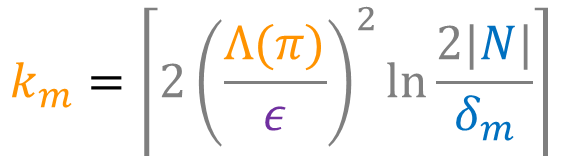 k_m = ⌈2 (Λ(π)/ϵ)^2 ln 2|N|/δ_m⌉